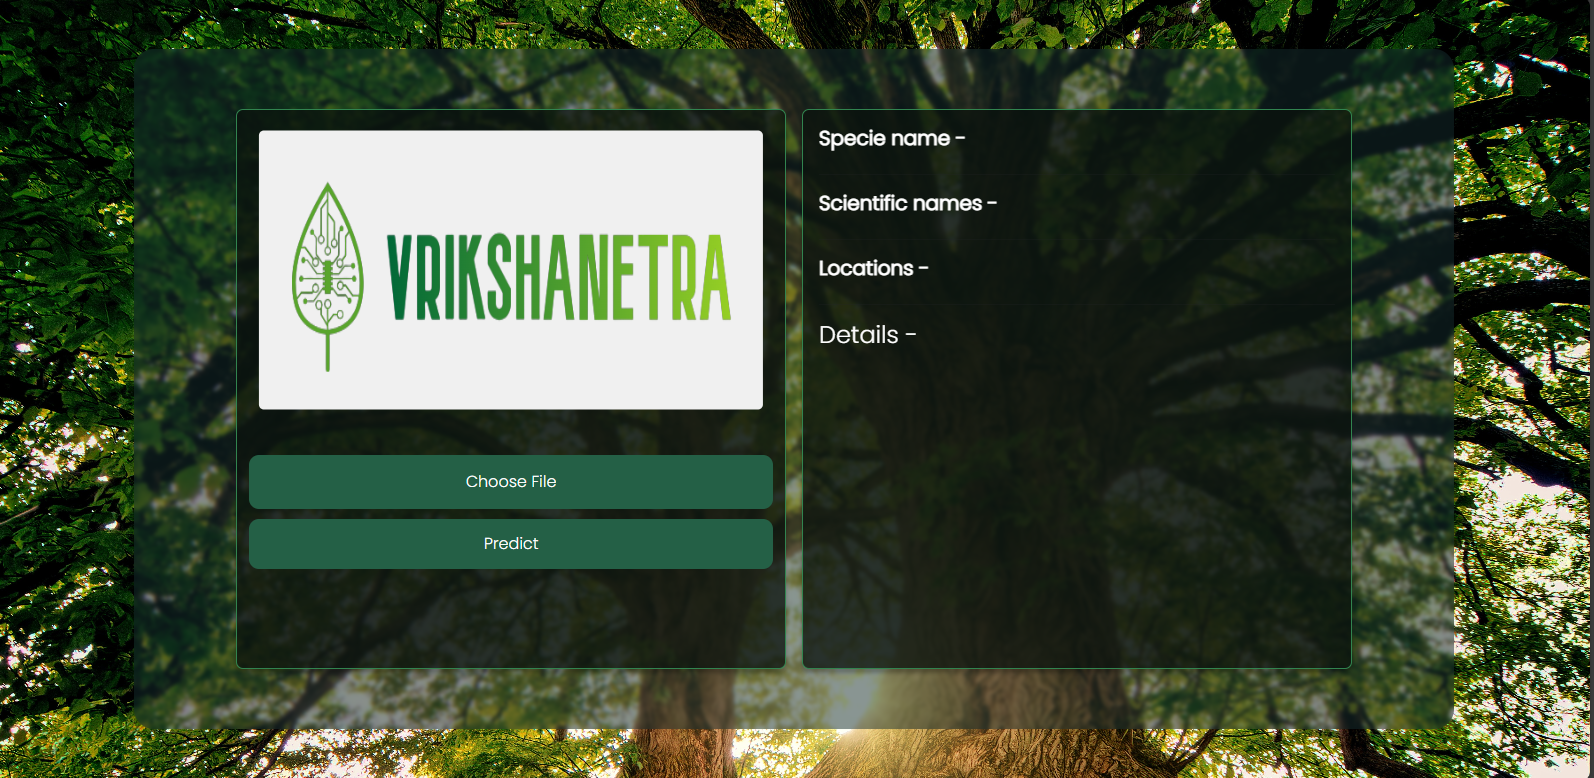 VRIKSHANETRA
Choose File
Predict
Specie name -
Scientific names -
Locations -
Details -